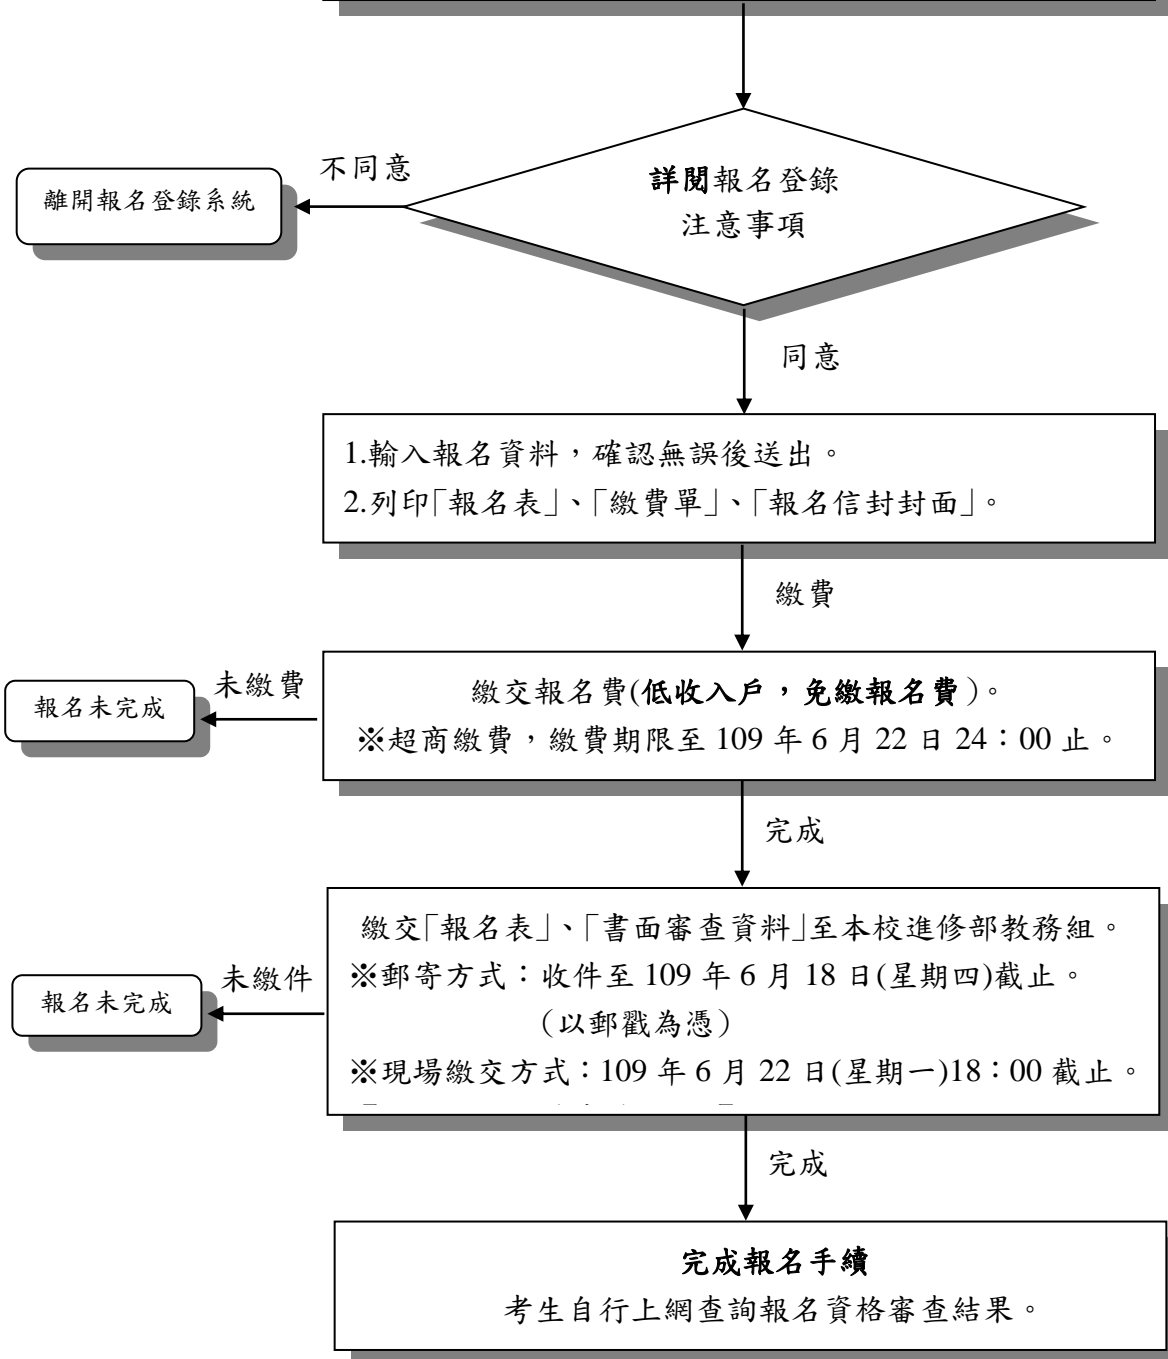 不同意
離開報名登錄系統
詳閱報名登錄
注意事項
同意
1.輸入報名資料，確認無誤後送出。
2.列印「報名表」、「繳費單」、「報名信封封面」。
繳費
未繳費
報名未完成
繳交報名費(低收入戶，免繳報名費)。
※超商繳費，繳費期限至 109 年 6 月 22 日 24：00 止。
完成
繳交「報名表」、「書面審查資料」至本校進修部教務組。
未繳件
報名未完成
※郵寄方式：收件至 109 年 6 月 18 日(星期四)截止。
（以郵戳為憑）
※現場繳交方式：109 年 6 月 22 日(星期一)18：00 截止。
完成
完成報名手續
考生自行上網查詢報名資格審查結果。